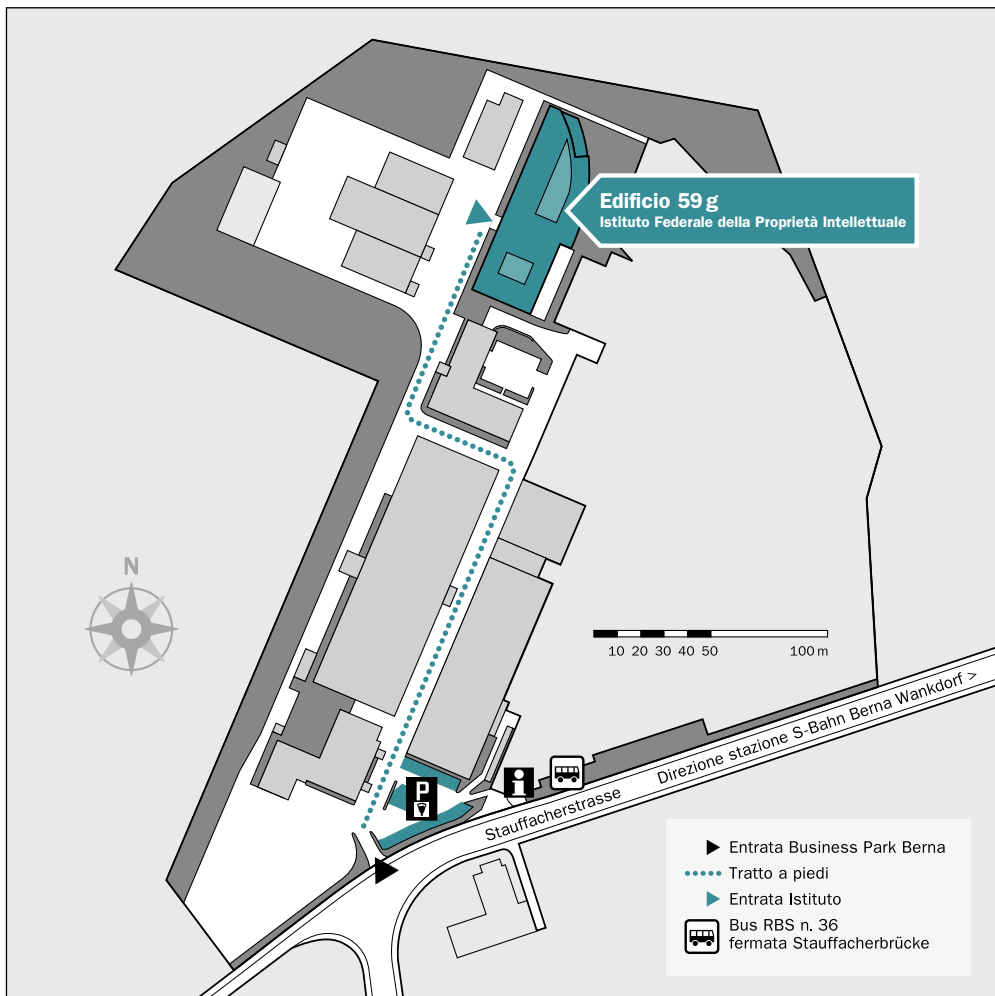 Edificio 59 g
Istituto Federale della Proprietà Intellettuale
N
10 20 30 40 50 100 m
Direzione stazione S-Bahn Berna Wankdorf >
Stauffacherstrasse
P
i
Entrata Business Park Berna
Tratto a piedi
Entrata Istituto
Bus RBS n. 36
fermata Stauffacherbrücke